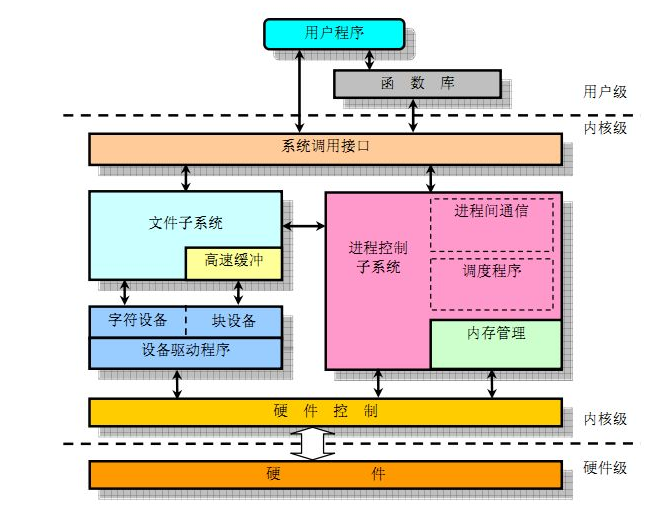 用户程序
函 数 库
用户级
内核级
系统调用接口
文件子系统
高速缓冲
进程控制
子系统
进程间通信
调度程序
内存管理
字符设备
块设备
设备驱动程序
硬 件 控 制
内核级
硬件级
硬 件